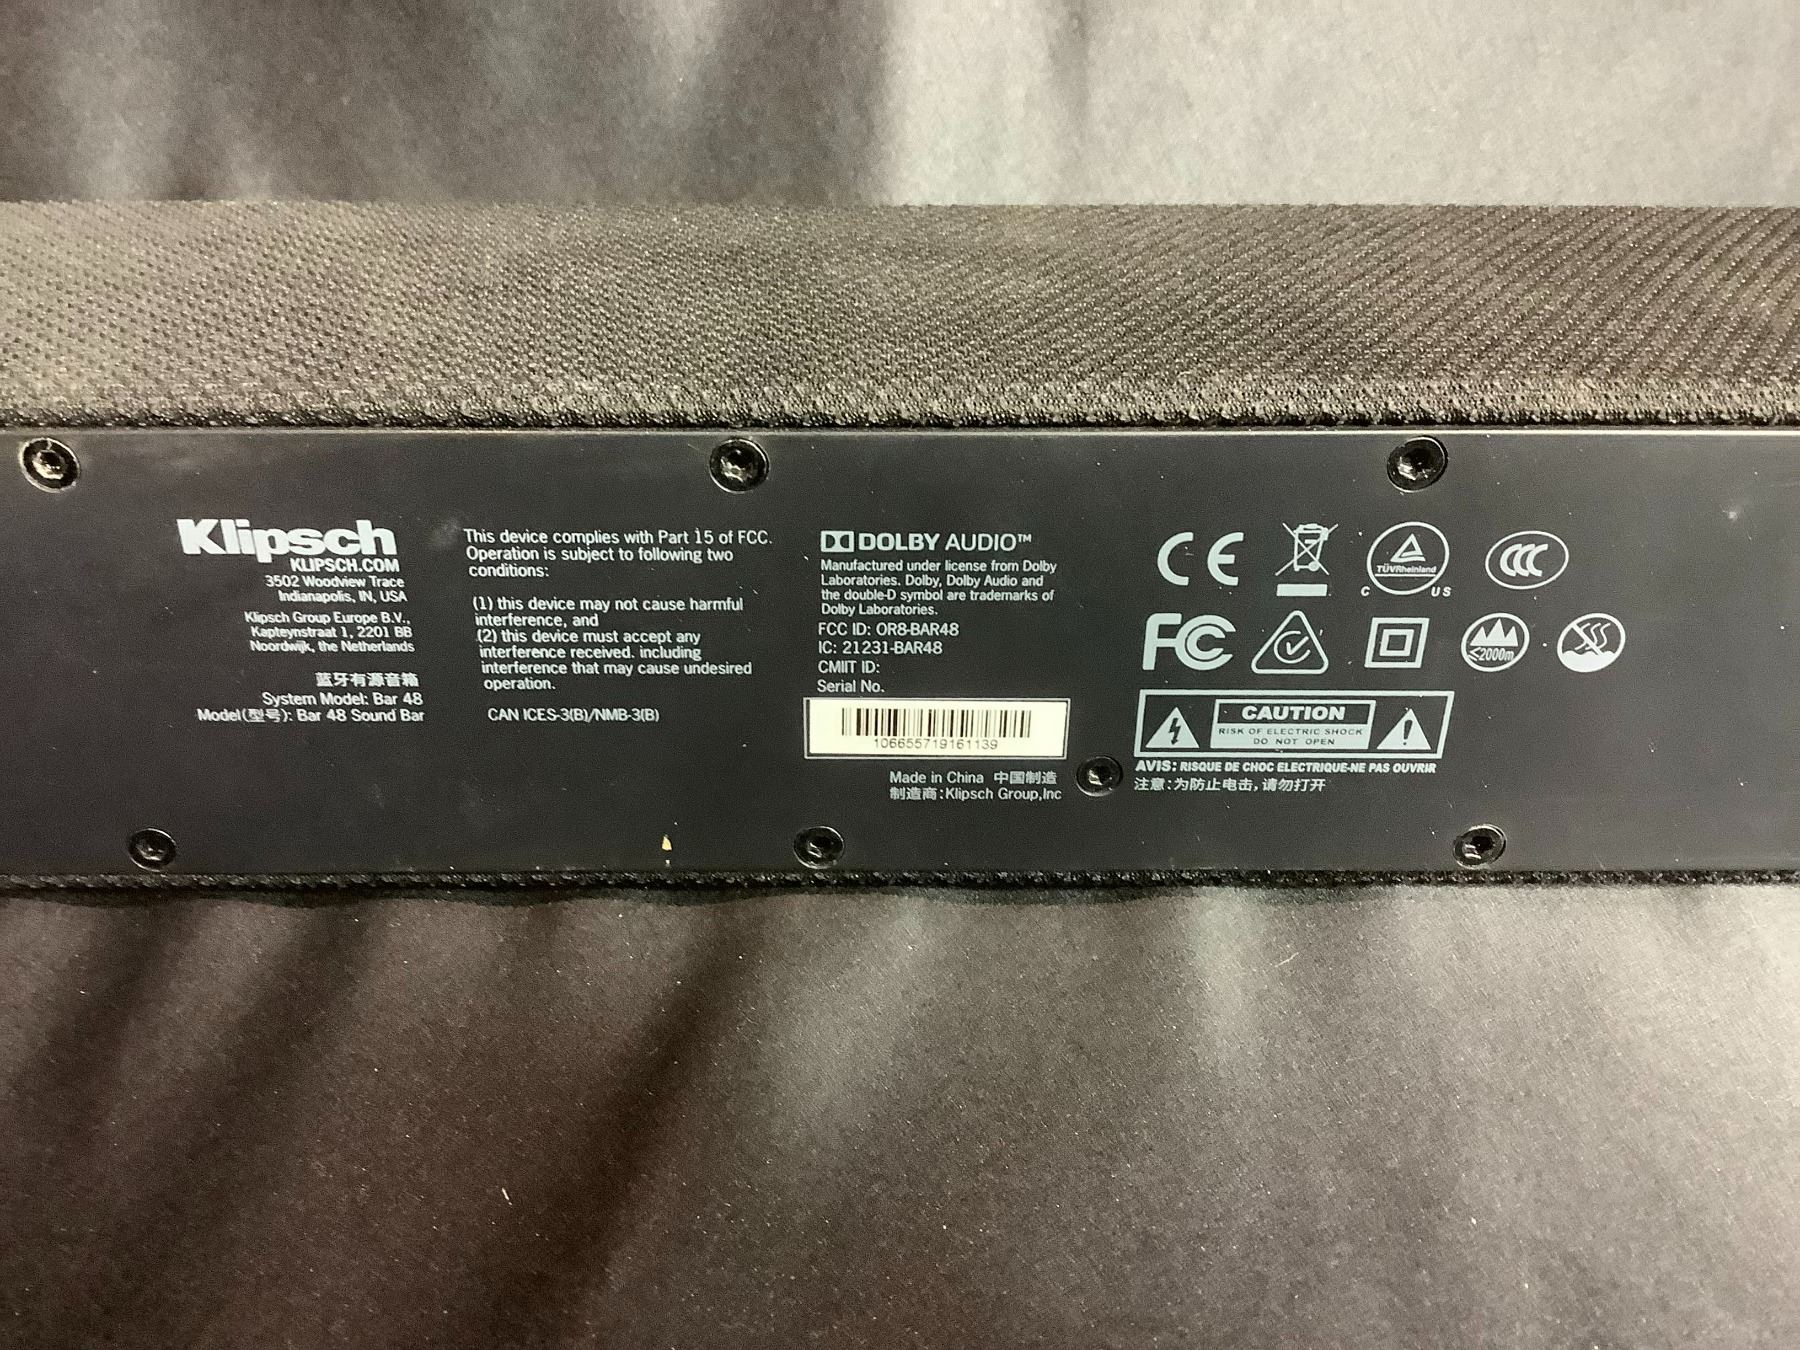 Klipsch
KLIPSCH.COM
3502 Woodview Trace
Indianapolis, IN, USA
Klipsch Group Europe B.V.,
Kapteynstraat 1, 2201 BB
Noordwijk, the Netherlands
蓝牙有源音箱
System Model: Bar 48
Model(型号): Bar 48 Sound Bar
This device complies with Part 15 of FCC.
Operation is subject to following two
conditions:
(1) this device may not cause harmful
interference, and
(2) this device must accept any
interference received. including
interference that may cause undesired
operation.
CAN ICES-3(B)/NMB-3(B)
DOLBY AUDIO™
Manufactured under license from Dolby
Laboratories. Dolby, Dolby Audio and
the double-D symbol are trademarks of
Dolby Laboratories.
FCC ID: OR8-BAR48
IC: 21231-BAR48
CMIIT ID:
Serial No.
106655719161139
Made in China 中国制造
制造商:Klipsch Group,Inc
CE
TÜVRheinland
C US
CCC
FC
≤2000m
CAUTION
RISK OF ELECTRIC SHOCK
DO NOT OPEN
AVIS: RISQUE DE CHOC ELECTRIQUE-NE PAS OUVRIR
注意:为防止电击,请勿打开